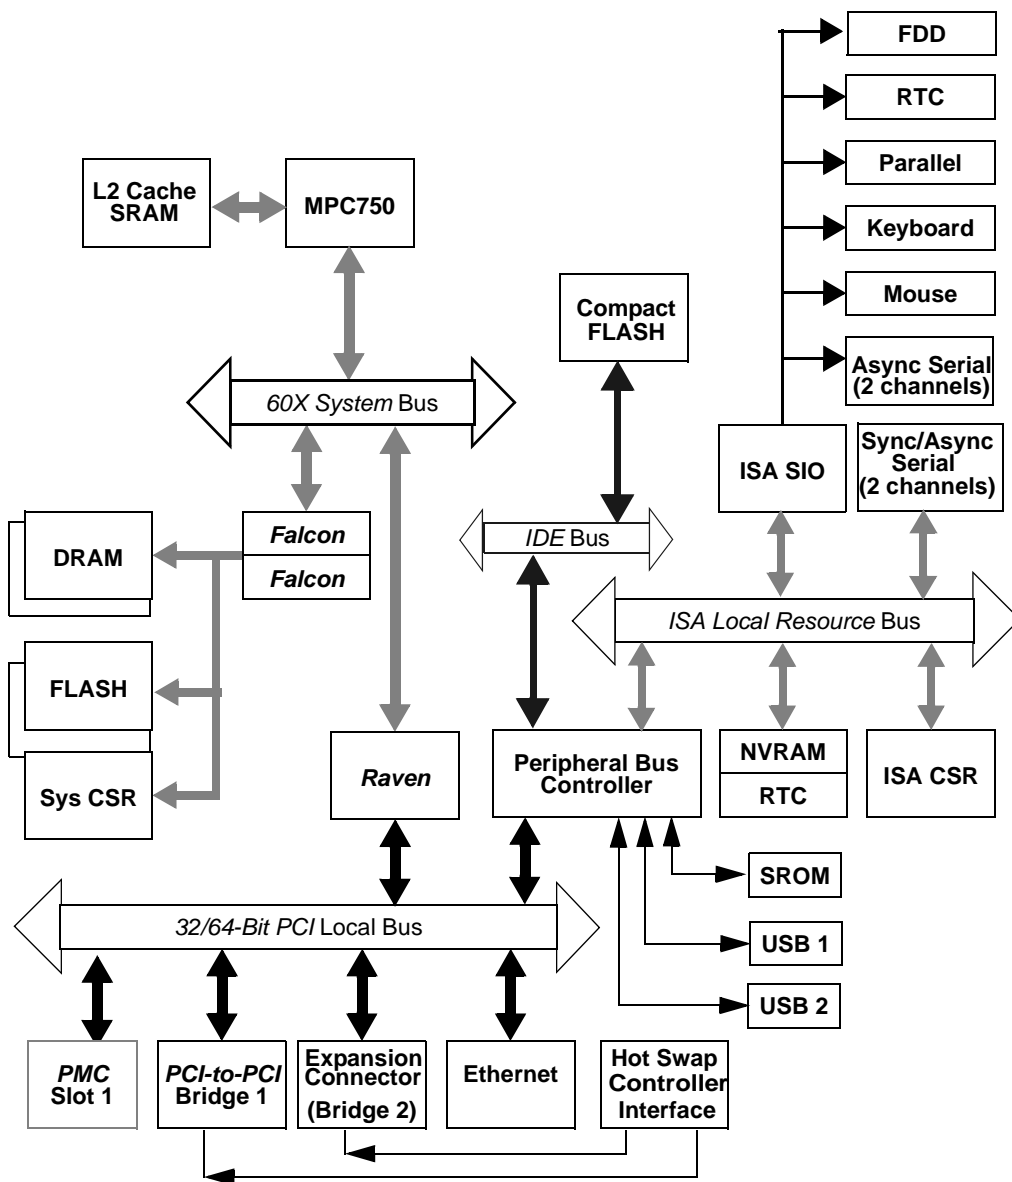 FDD
RTC
Parallel
Keyboard
Mouse
Async Serial
(2 channels)
L2 Cache
SRAM
MPC750
Compact
FLASH
60X System Bus
ISA SIO
Sync/Async
Serial
(2 channels)
Falcon
Falcon
IDE Bus
DRAM
ISA Local Resource Bus
FLASH
Sys CSR
Raven
Peripheral Bus
Controller
NVRAM
RTC
ISA CSR
SROM
32/64-Bit PCI Local Bus
USB 1
USB 2
PMC
Slot 1
PCI-to-PCI
Bridge 1
Expansion
Connector
(Bridge 2)
Ethernet
Hot Swap
Controller
Interface